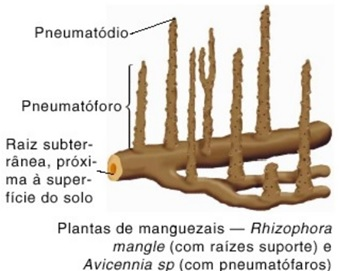 Pneumatódio
Pneumatóforo
Raiz subter-
rânea, próxi-
ma à super-
fície do solo
Plantas de manguezais — Rhizophora
mangle (com raízes suporte) e
Avicennia sp (com pneumatófaros)